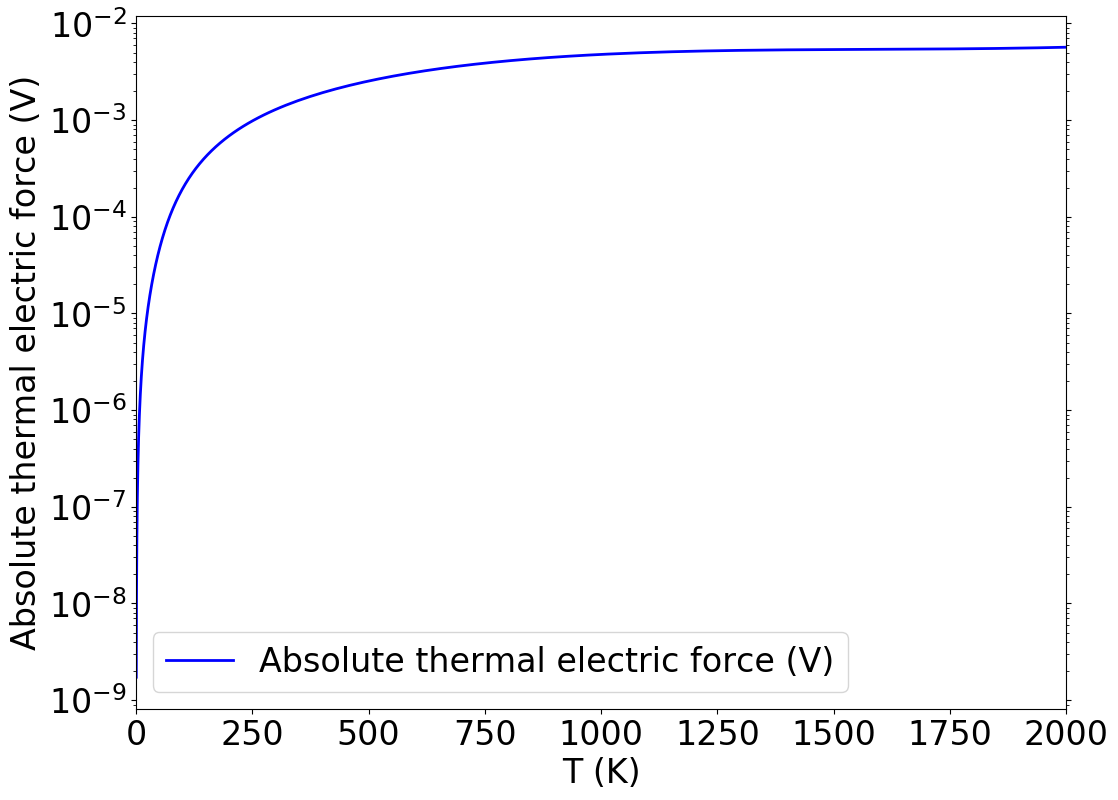 Absolute thermal electric force (V)
10⁻²
10⁻³
10⁻⁴
10⁻⁵
10⁻⁶
10⁻⁷
10⁻⁸
10⁻⁹
Absolute thermal electric force (V)
0 250 500 750 1000 1250 1500 1750 2000
T (K)